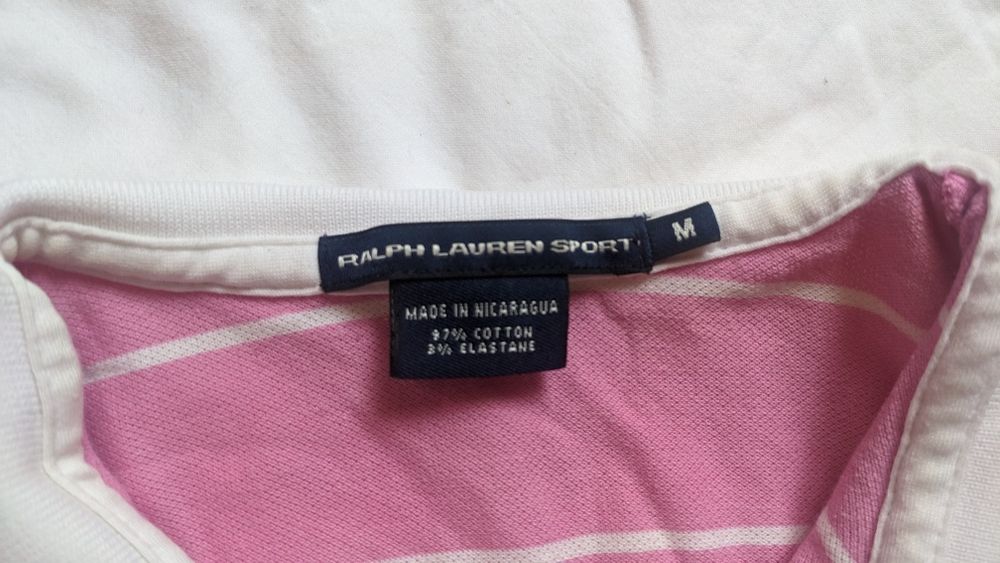 RALPH LAUREN SPORT
M
MADE IN NICARAGUA
97% COTTON
3% ELASTANE